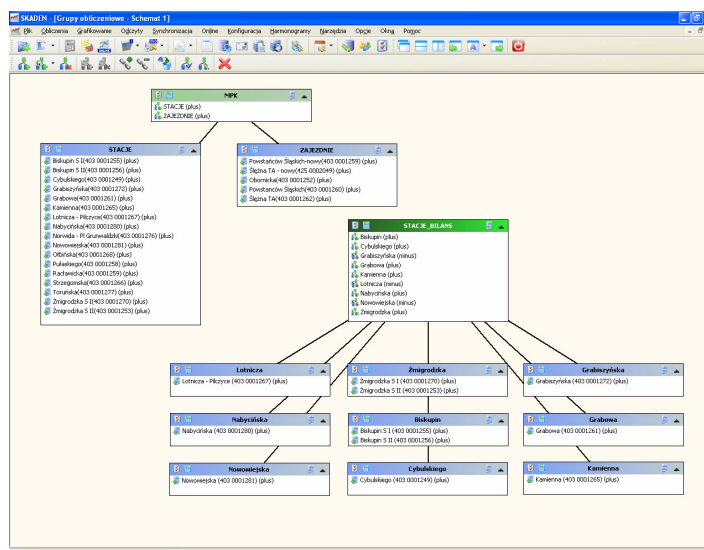 SKADEN - [Grupy obliczeniowe - Schemat 1]
Plik Obliczenia Grafikowanie Odczyty Synchronizacja Online Konfiguracja Harmonogramy Narzędzia Opcje Okna Pomoc
MPK
STACJE (plus)
ZAJEZDNIE (plus)
STACJE
Biskupin S I(403 0001255) (plus)
Biskupin S II(403 0001256) (plus)
Cybulskiego(403 0001249) (plus)
Grabiszyńska(403 0001272) (plus)
Grabowa(403 0001261) (plus)
Kamienna(403 0001265) (plus)
Lotnicza - Pilczyce(403 0001267) (plus)
Nabycińska(403 0001280) (plus)
Norwida - Pl Grunwaldzki(403 0001276) (plus)
Nowowiejska(403 0001281) (plus)
Ołbińska(403 0001268) (plus)
Pułaskiego(403 0001258) (plus)
Racławicka(403 0001259) (plus)
Strzegomska(403 0001266) (plus)
Toruńska(403 0001277) (plus)
Żmigrodzka S I(403 0001270) (plus)
Żmigrodzka S II(403 0001253) (plus)
ZAJEZDNIE
Powstańców Śląskich-nowy(403 0001259) (plus)
Ślężna TA - nowy(425 0002049) (plus)
Obornicka(403 0001252) (plus)
Powstanców Śląskich(403 0001260) (plus)
Ślężna TA(403 0001262) (plus)
STACJE_BILANS
Biskupin (plus)
Cybulskiego (plus)
Grabiszyńska (minus)
Grabowa (plus)
Kamienna (plus)
Lotnicza (minus)
Nabycińska (plus)
Nowowiejska (minus)
Żmigrodzka (plus)
Lotnicza
Lotnicza - Pilczyce (403 0001267) (plus)
Żmigrodzka
Żmigrodzka S I (403 0001270) (plus)
Żmigrodzka S II (403 0001253) (plus)
Grabiszyńska
Grabiszyńska (403 0001272) (plus)
Nabycińska
Nabycińska (403 0001280) (plus)
Biskupin
Biskupin S I (403 0001255) (plus)
Biskupin S II (403 0001256) (plus)
Grabowa
Grabowa (403 0001261) (plus)
Nowowiejska
Nowowiejska (403 0001281) (plus)
Cybulskiego
Cybulskiego (403 0001249) (plus)
Kamienna
Kamienna (403 0001265) (plus)